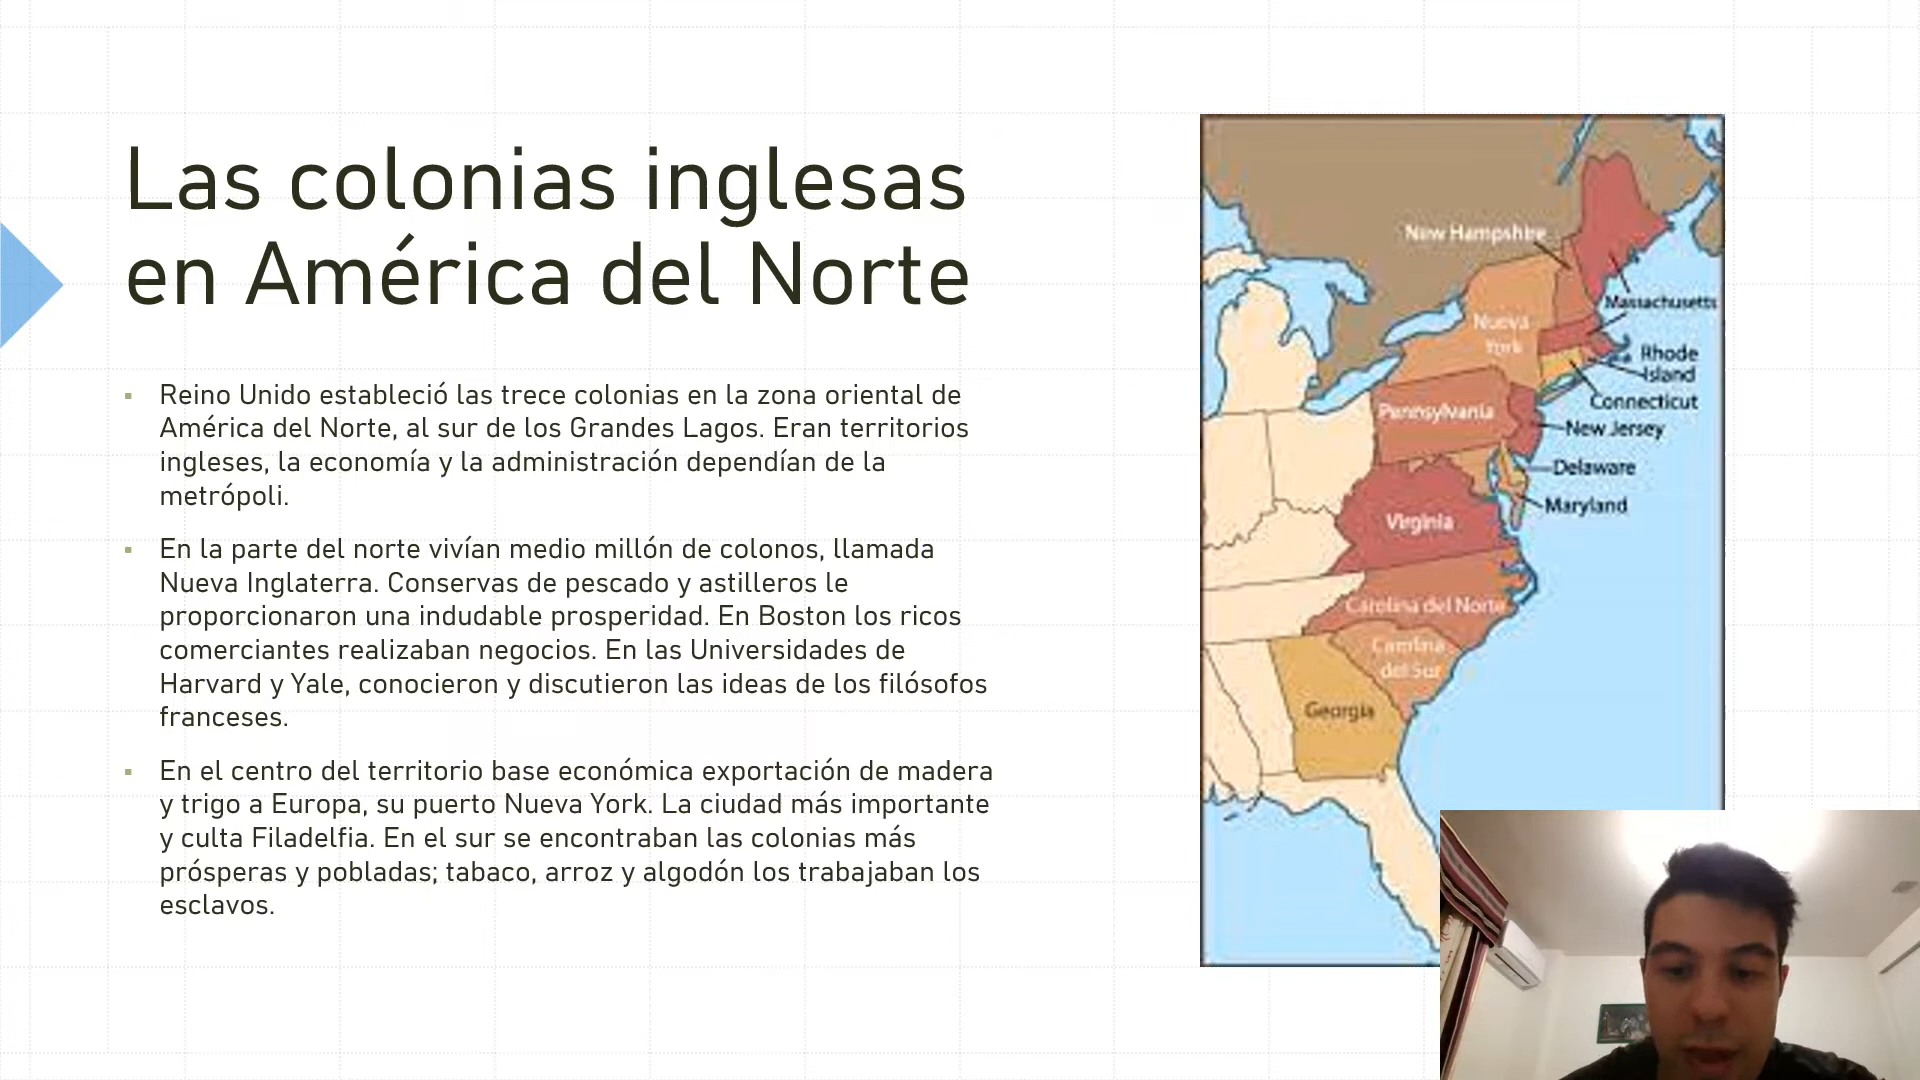 Las colonias inglesas
en América del Norte
Reino Unido estableció las trece colonias en la zona oriental de
América del Norte, al sur de los Grandes Lagos. Eran territorios
ingleses, la economía y la administración dependían de la
metrópoli.
En la parte del norte vivían medio millón de colonos, llamada
Nueva Inglaterra. Conservas de pescado y astilleros le
proporcionaron una indudable prosperidad. En Boston los ricos
comerciantes realizaban negocios. En las Universidades de
Harvard y Yale, conocieron y discutieron las ideas de los filósofos
franceses.
En el centro del territorio base económica exportación de madera
y trigo a Europa, su puerto Nueva York. La ciudad más importante
y culta Filadelfia. En el sur se encontraban las colonias más
prósperas y pobladas; tabaco, arroz y algodón los trabajaban los
esclavos.
New Hampshire
Massachusetts
Nueva
York
Rhode
Island
Connecticut
Pennsylvania
New Jersey
Delaware
Maryland
Virginia
Carolina del Norte
Carolina
del Sur
Georgia